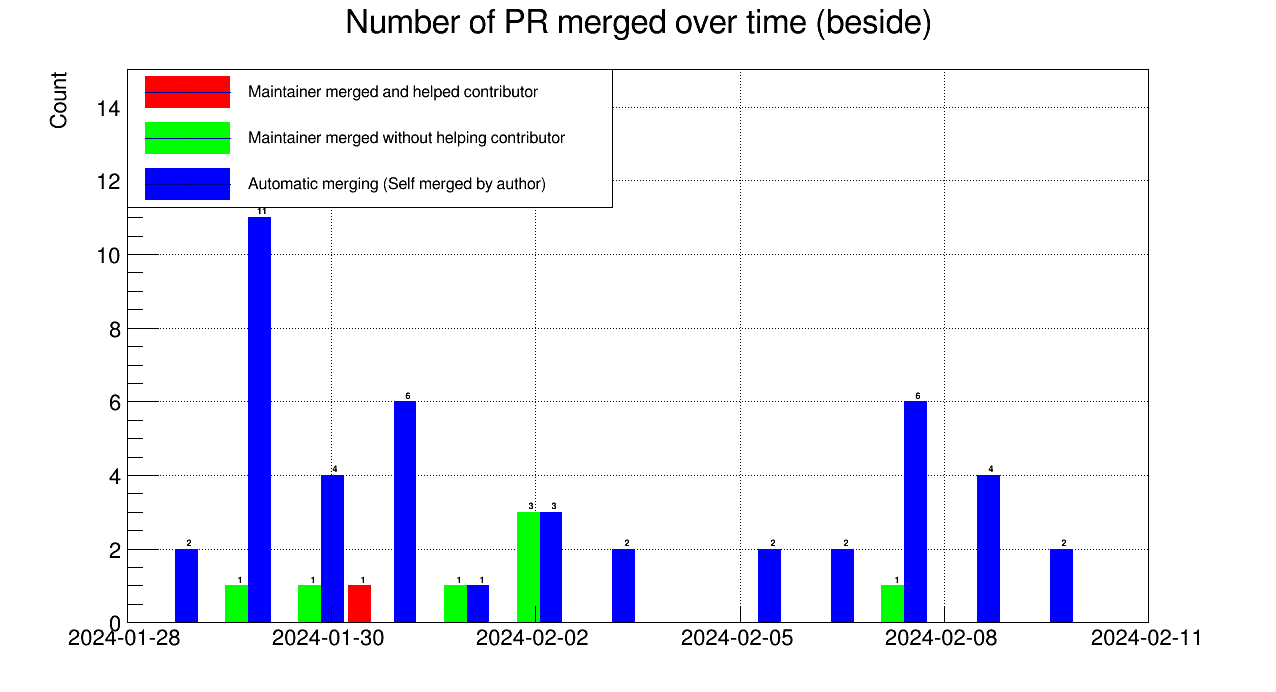 Number of PR merged over time (beside)
Count
Maintainer merged and helped contributor
Maintainer merged without helping contributor
Automatic merging (Self merged by author)
14
12
10
8
6
4
2
0
2 1 11 1 4 1 6 1 1 3 3 2 2 2 1 6 4 2
2024-01-28 2024-01-30 2024-02-02 2024-02-05 2024-02-08 2024-02-11